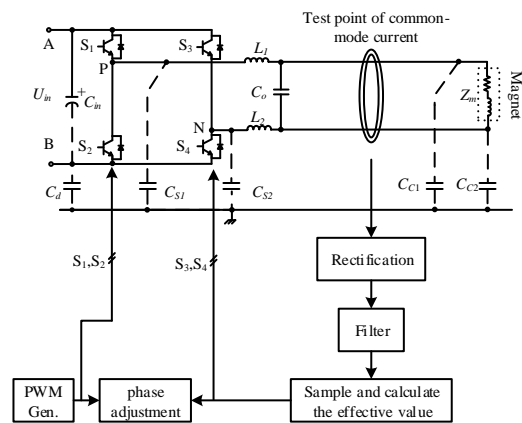 Test point of common-
mode current
A
S1
S3
P
L1
Uin
+
Cin
Co
Zm
Magnet
N
L2
S2
S4
B
Cd
CS1
CS2
CC1
CC2
S1,S2
S3,S4
Rectification
Filter
PWM
Gen.
phase
adjustment
Sample and calculate
the effective value